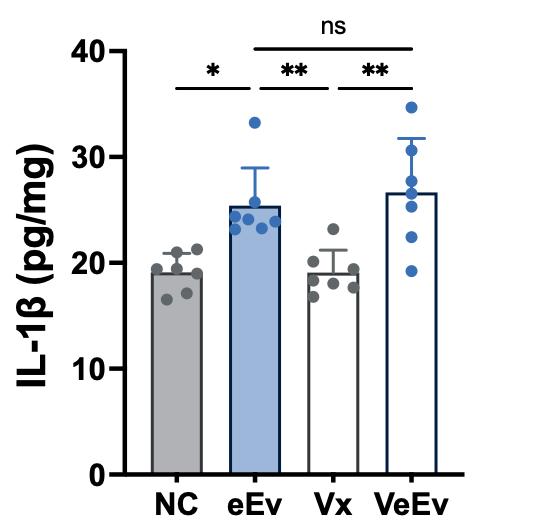 ns
* ** **
IL-1β (pg/mg)
40
30
20
10
0
NC eEv Vx VeEv